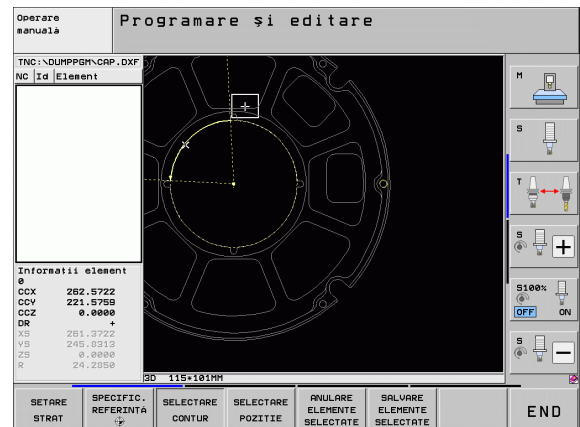 Operare
manuală
Programare și editare
TNC:\DUMPPGM\CAP.DXF
NC Id Element
Informații element
0
CCX 262.5722
CCY 221.5759
CCZ 0.0000
DR +
XS 261.3722
YS 245.8313
ZS 0.0000
R 24.2850
3D 115*101MM
M
S
T
S
S100%
OFF ON
S
SETARE
STRAT
SPECIFIC.
REFERINȚĂ
SELECTARE
CONTUR
SELECTARE
POZIȚIE
ANULARE
ELEMENTE
SELECTATE
SALVARE
ELEMENTE
SELECTATE
END